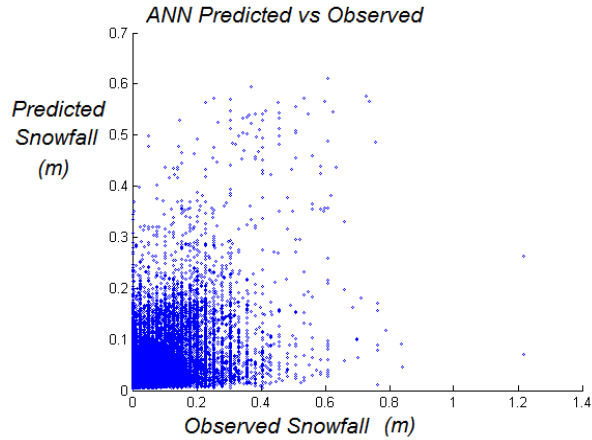 ANN Predicted vs Observed
0.7
0.6
0.5
0.4
0.3
0.2
0.1
0
Predicted
Snowfall
(m)
0 0.2 0.4 0.6 0.8 1 1.2 1.4
Observed Snowfall (m)